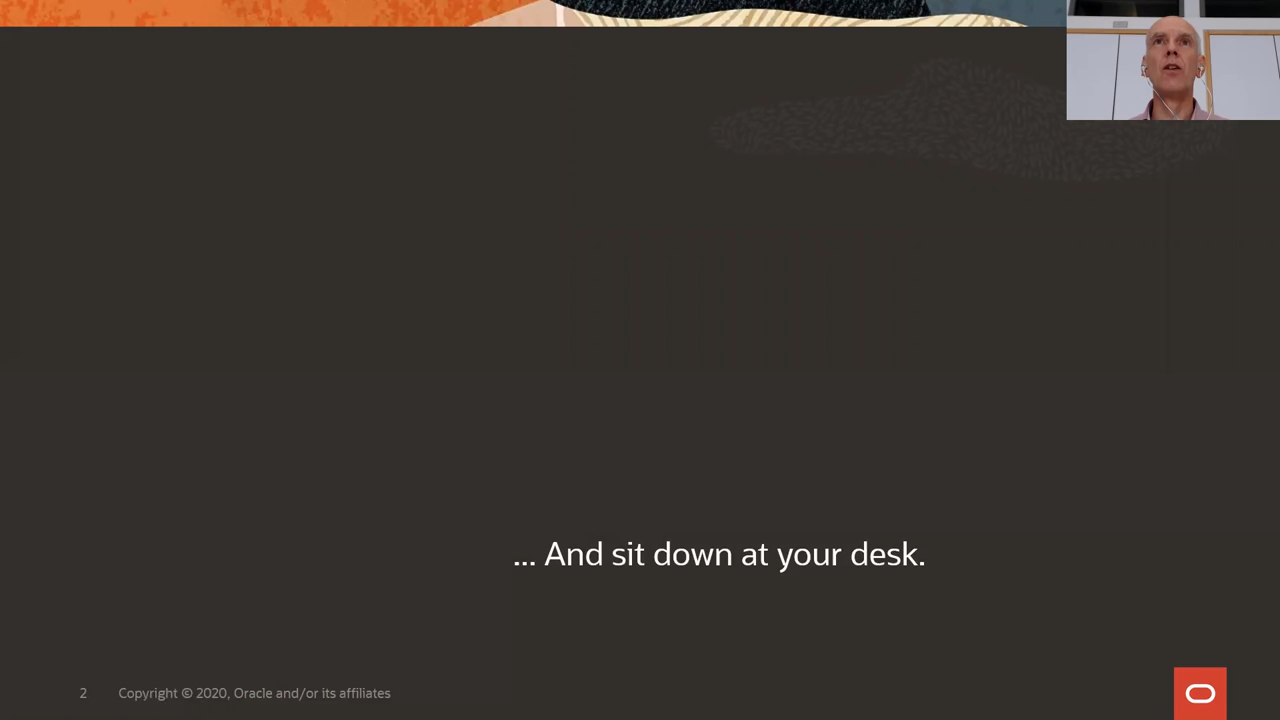 ... And sit down at your desk.
2 Copyright © 2020, Oracle and/or its affiliates